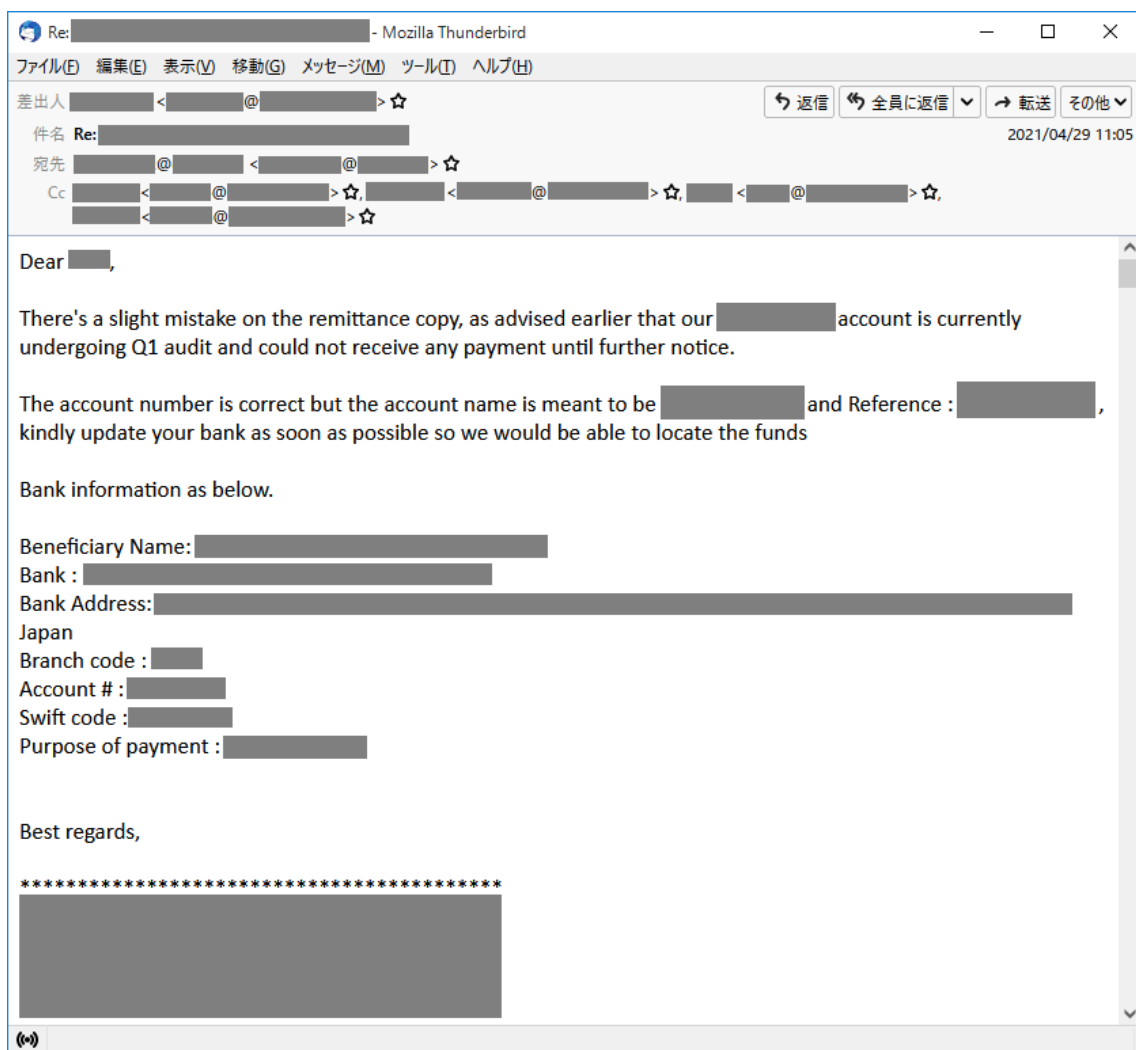 Re: - Mozilla Thunderbird
ファイル(F) 編集(E) 表示(V) 移動(G) メッセージ(M) ツール(T) ヘルプ(H)
差出人 < @ > ☆ 返信 全員に返信 転送 その他
件名 Re: 2021/04/29 11:05
宛先 @ < @ > ☆
Cc < @ > ☆, < @ > ☆, < @ > ☆,
< @ > ☆
Dear ,
There's a slight mistake on the remittance copy, as advised earlier that our account is currently
undergoing Q1 audit and could not receive any payment until further notice.
The account number is correct but the account name is meant to be and Reference : ,
kindly update your bank as soon as possible so we would be able to locate the funds
Bank information as below.
Beneficiary Name:
Bank :
Bank Address:
Japan
Branch code :
Account # :
Swift code :
Purpose of payment :
Best regards,
******************************************